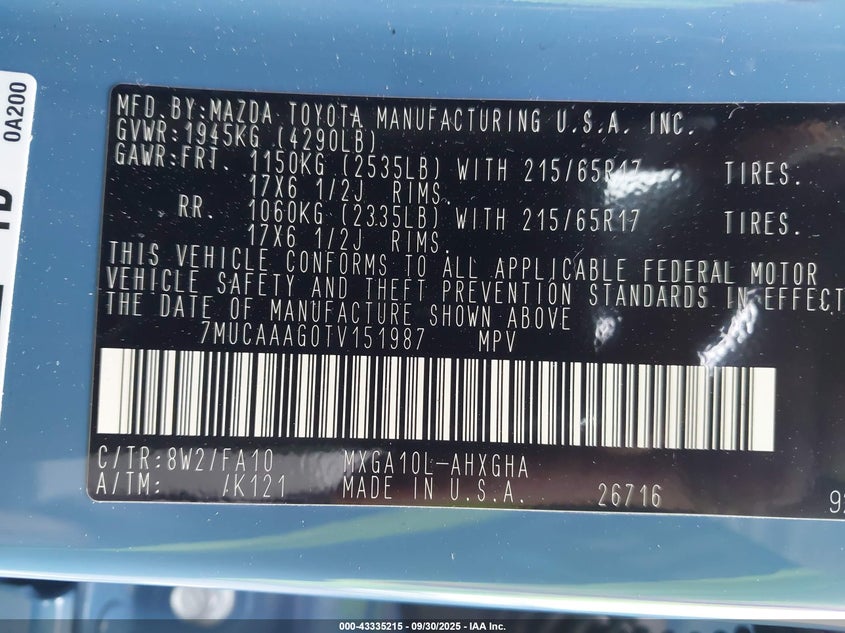 0A200
MFD.BY:MAZDA TOYOTA MANUFACTURING U.S.A. INC.
GVWR:1945KG (4290LB)
GAWR:FRT. 1150KG (2535LB) WITH 215/65R17 TIRES.
17X6 1/2J RIMS.
RR. 1060KG (2335LB) WITH 215/65R17 TIRES.
17X6 1/2J RIMS.
THIS VEHICLE CONFORMS TO ALL APPLICABLE FEDERAL MOTOR
VEHICLE SAFETY AND THEFT PREVENTION STANDARDS IN EFFECT
THE DATE OF MANUFACTURE SHOWN ABOVE
7MUCAAAG0TV151987 MPV
C/TR:8W2/FA10 MXGA10L-AHXGHA
A/TM: /K121 MADE IN U.S.A. 26716
000-43335215 - 09/30/2025 - IAA Inc.